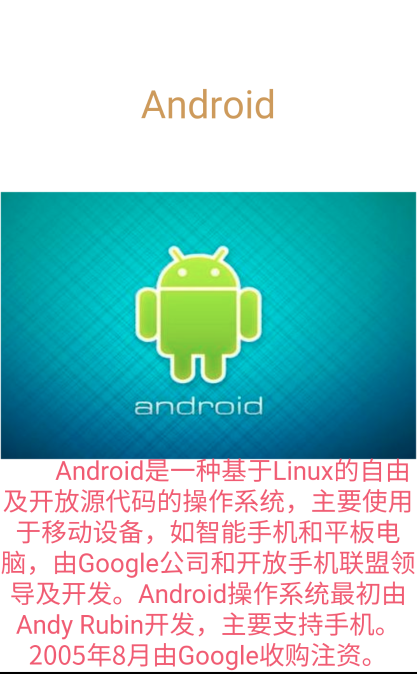 Android
android
Android是一种基于Linux的自由
及开放源代码的操作系统，主要使用
于移动设备，如智能手机和平板电
脑，由Google公司和开放手机联盟领
导及开发。Android操作系统最初由
Andy Rubin开发，主要支持手机。
2005年8月由Google收购注资。